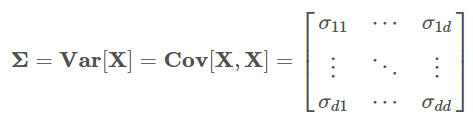 Σ = Var[X] = Cov[X, X] = [σ11 ⋯ σ1d
⋮ ⋱ ⋮
σd1 ⋯ σdd]